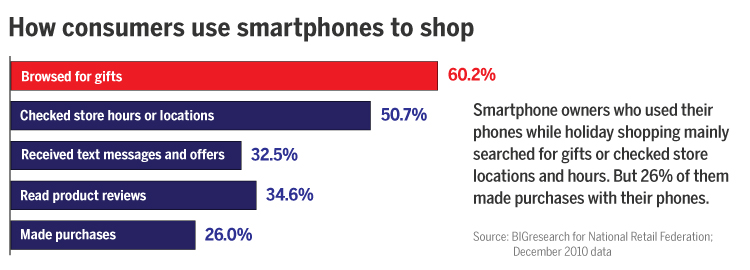 How consumers use smartphones to shop
Browsed for gifts
60.2%
Checked store hours or locations
50.7%
Received text messages and offers
32.5%
Read product reviews
34.6%
Made purchases
26.0%
Smartphone owners who used their
phones while holiday shopping mainly
searched for gifts or checked store
locations and hours. But 26% of them
made purchases with their phones.
Source: BIGresearch for National Retail Federation;
December 2010 data